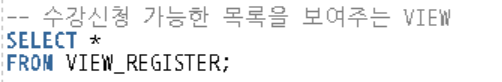 -- 수강신청 가능한 목록을 보여주는 VIEW
SELECT *
FROM VIEW_REGISTER;